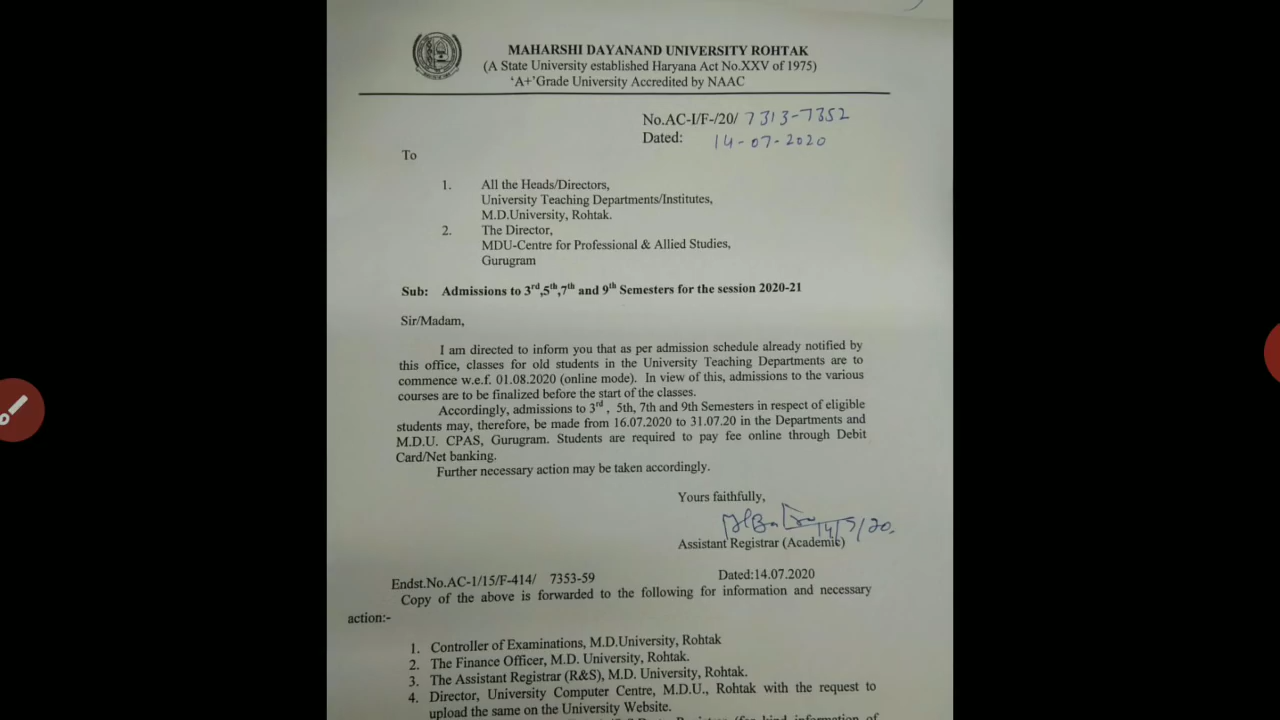 MAHARSHI DAYANAND UNIVERSITY ROHTAK
(A State University established Haryana Act No.XXV of 1975)
'A+'Grade University Accredited by NAAC
No.AC-I/F-/20/ 7313-7352
Dated: 14-07-2020
To
1. All the Heads/Directors,
University Teaching Departments/Institutes,
M.D.University, Rohtak.
2. The Director,
MDU-Centre for Professional & Allied Studies,
Gurugram
Sub: Admissions to 3rd,5th,7th and 9th Semesters for the session 2020-21
Sir/Madam,
I am directed to inform you that as per admission schedule already notified by
this office, classes for old students in the University Teaching Departments are to
commence w.e.f. 01.08.2020 (online mode). In view of this, admissions to the various
courses are to be finalized before the start of the classes.
Accordingly, admissions to 3rd , 5th, 7th and 9th Semesters in respect of eligible
students may, therefore, be made from 16.07.2020 to 31.07.20 in the Departments and
M.D.U. CPAS, Gurugram. Students are required to pay fee online through Debit
Card/Net banking.
Further necessary action may be taken accordingly.
Yours faithfully,
Assistant Registrar (Academic)
Endst.No.AC-1/15/F-414/ 7353-59 Dated:14.07.2020
Copy of the above is forwarded to the following for information and necessary
action:-
1. Controller of Examinations, M.D.University, Rohtak
2. The Finance Officer, M.D. University, Rohtak.
3. The Assistant Registrar (R&S), M.D. University, Rohtak.
4. Director, University Computer Centre, M.D.U., Rohtak with the request to
upload the same on the University Website.